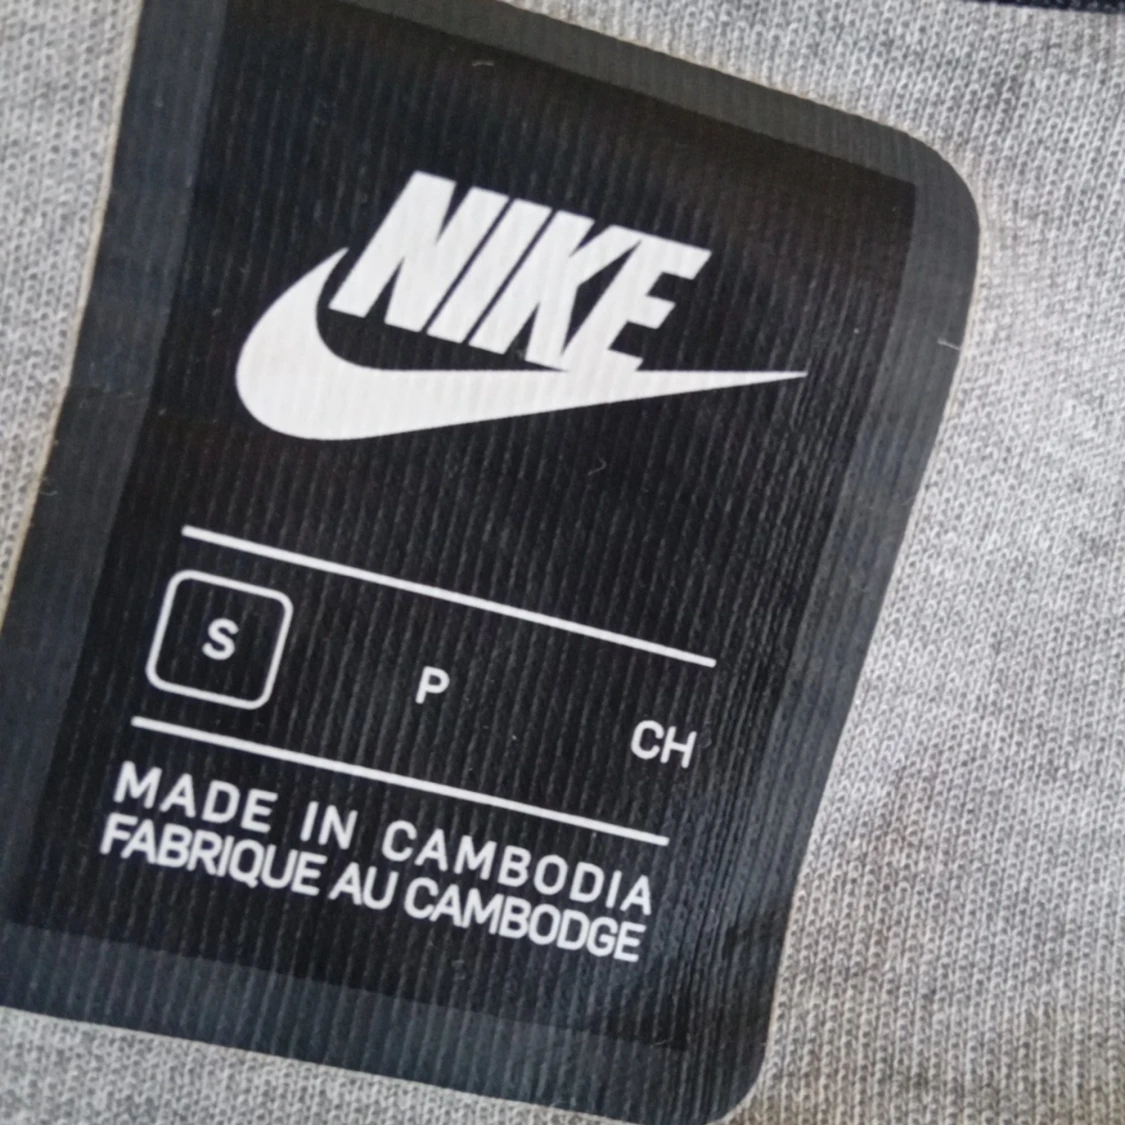 NIKE
S P CH
MADE IN CAMBODIA
FABRIQUE AU CAMBODGE